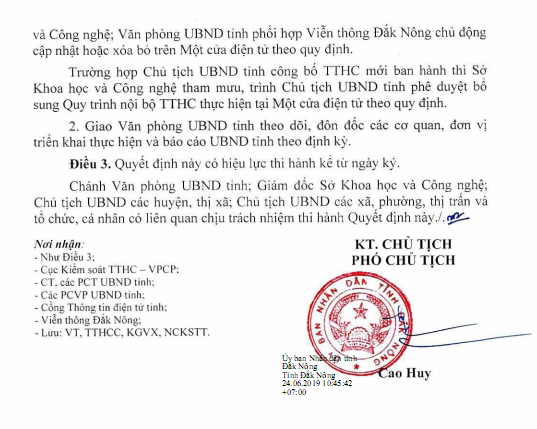 và Công nghệ; Văn phòng UBND tỉnh phối hợp Viễn thông Đắk Nông chủ động
cập nhật hoặc xóa bỏ trên Một cửa điện tử theo quy định.
Trường hợp Chủ tịch UBND tỉnh công bố TTHC mới ban hành thì Sở
Khoa học và Công nghệ tham mưu, trình Chủ tịch UBND tỉnh phê duyệt bổ
sung Quy trình nội bộ TTHC thực hiện tại Một cửa điện tử theo quy định.
2. Giao Văn phòng UBND tỉnh theo dõi, đôn đốc các cơ quan, đơn vị
triển khai thực hiện và báo cáo UBND tỉnh theo định kỳ.
Điều 3. Quyết định này có hiệu lực thi hành kể từ ngày ký.
Chánh Văn phòng UBND tỉnh; Giám đốc Sở Khoa học và Công nghệ;
Chủ tịch UBND các huyện, thị xã; Chủ tịch UBND các xã, phường, thị trấn và
tổ chức, cá nhân có liên quan chịu trách nhiệm thi hành Quyết định này./.
Nơi nhận:
- Như Điều 3;
- Cục Kiểm soát TTHC – VPCP;
- CT, các PCT UBND tỉnh;
- Các PCVP UBND tỉnh;
- Cổng Thông tin điện tử tỉnh;
- Viễn thông Đắk Nông;
- Lưu: VT, TTHCC, KGVX, NCKSTT.
KT. CHỦ TỊCH
PHÓ CHỦ TỊCH
ỦY BAN NHÂN DÂN TỈNH ĐẮK NÔNG
Ủy ban Nhân dân tỉnh
Đắk Nông
Tỉnh Đắk Nông
24.06.2019 10:45:42
+07:00
Cao Huy